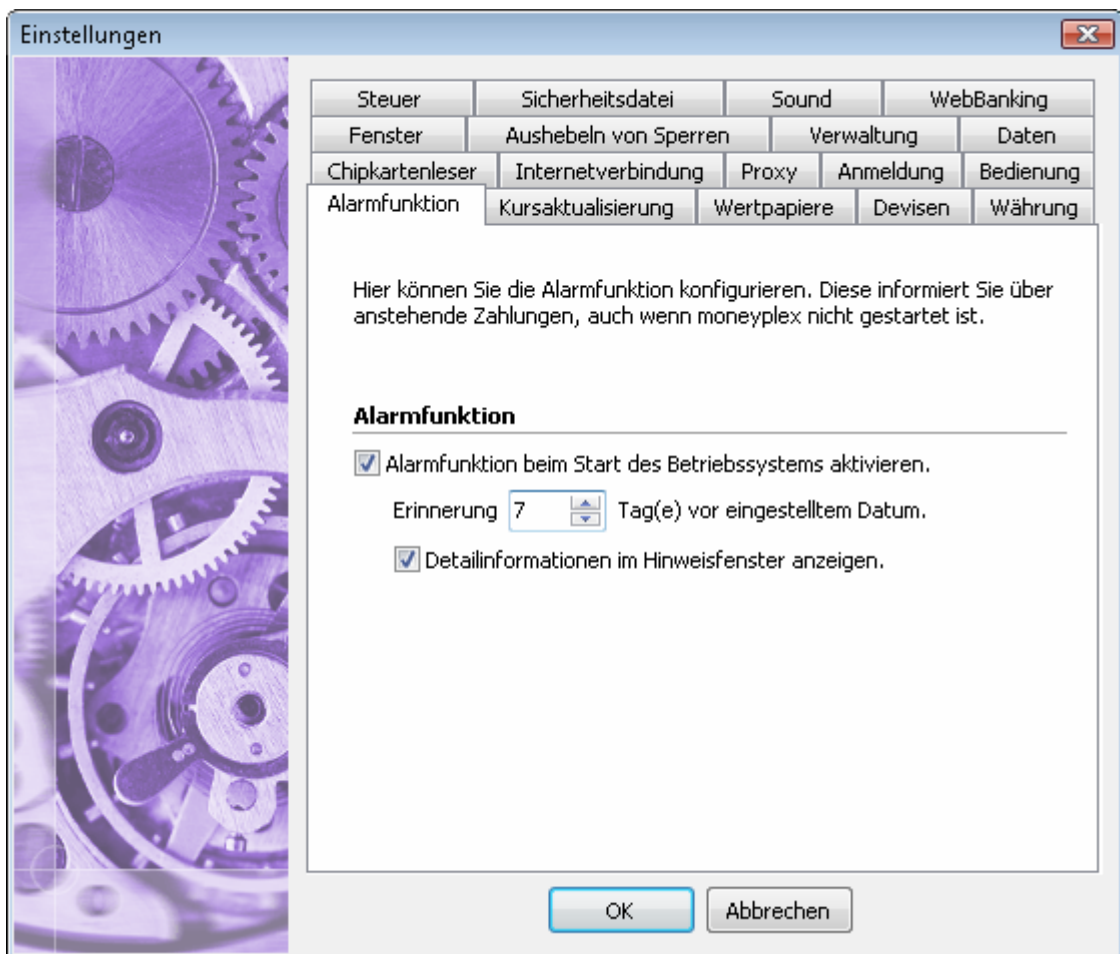 Einstellungen
Steuer Sicherheitsdatei Sound WebBanking
Fenster Aushebeln von Sperren Verwaltung Daten
Chipkartenleser Internetverbindung Proxy Anmeldung Bedienung
Alarmfunktion Kursaktualisierung Wertpapiere Devisen Währung
Hier können Sie die Alarmfunktion konfigurieren. Diese informiert Sie über
anstehende Zahlungen, auch wenn moneyplex nicht gestartet ist.
Alarmfunktion
Alarmfunktion beim Start des Betriebssystems aktivieren.
Erinnerung 7 Tag(e) vor eingestelltem Datum.
Detailinformationen im Hinweisfenster anzeigen.
OK Abbrechen